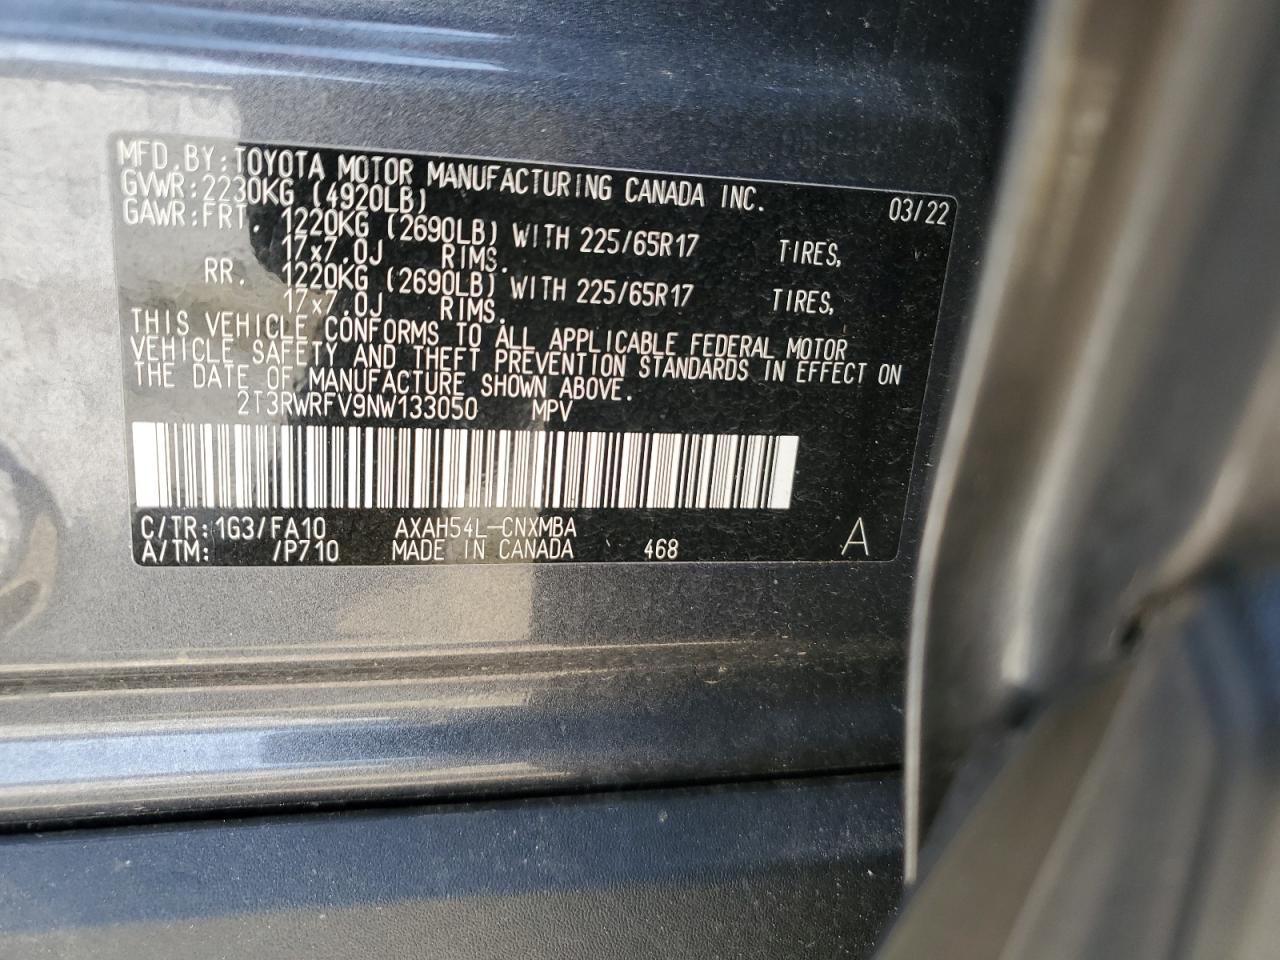 MFD.BY:TOYOTA MOTOR MANUFACTURING CANADA INC.
GVWR:2230KG (4920LB) 03/22
GAWR:FRT. 1220KG (2690LB) WITH 225/65R17 TIRES,
17x7.0J RIMS.
RR. 1220KG (2690LB) WITH 225/65R17 TIRES,
17x7.0J RIMS.
THIS VEHICLE CONFORMS TO ALL APPLICABLE FEDERAL MOTOR
VEHICLE SAFETY AND THEFT PREVENTION STANDARDS IN EFFECT ON
THE DATE OF MANUFACTURE SHOWN ABOVE.
2T3RWRFV9NW133050 MPV
C/TR:1G3/FA10 AXAH54L-CNXMBA
A/TM: /P710 MADE IN CANADA 468 A